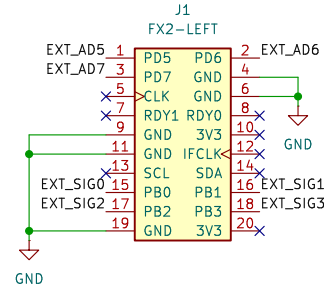 J1
FX2-LEFT
EXT_AD5 1 PD5 PD6 2 EXT_AD6
EXT_AD7 3 PD7 GND 4
5 CLK GND 6
7 RDY1 RDY0 8
9 GND 3V3 10
11 GND IFCLK 12
13 SCL SDA 14
EXT_SIG0 15 PB0 PB1 16 EXT_SIG1
EXT_SIG2 17 PB2 PB3 18 EXT_SIG3
19 GND 3V3 20
GND
GND